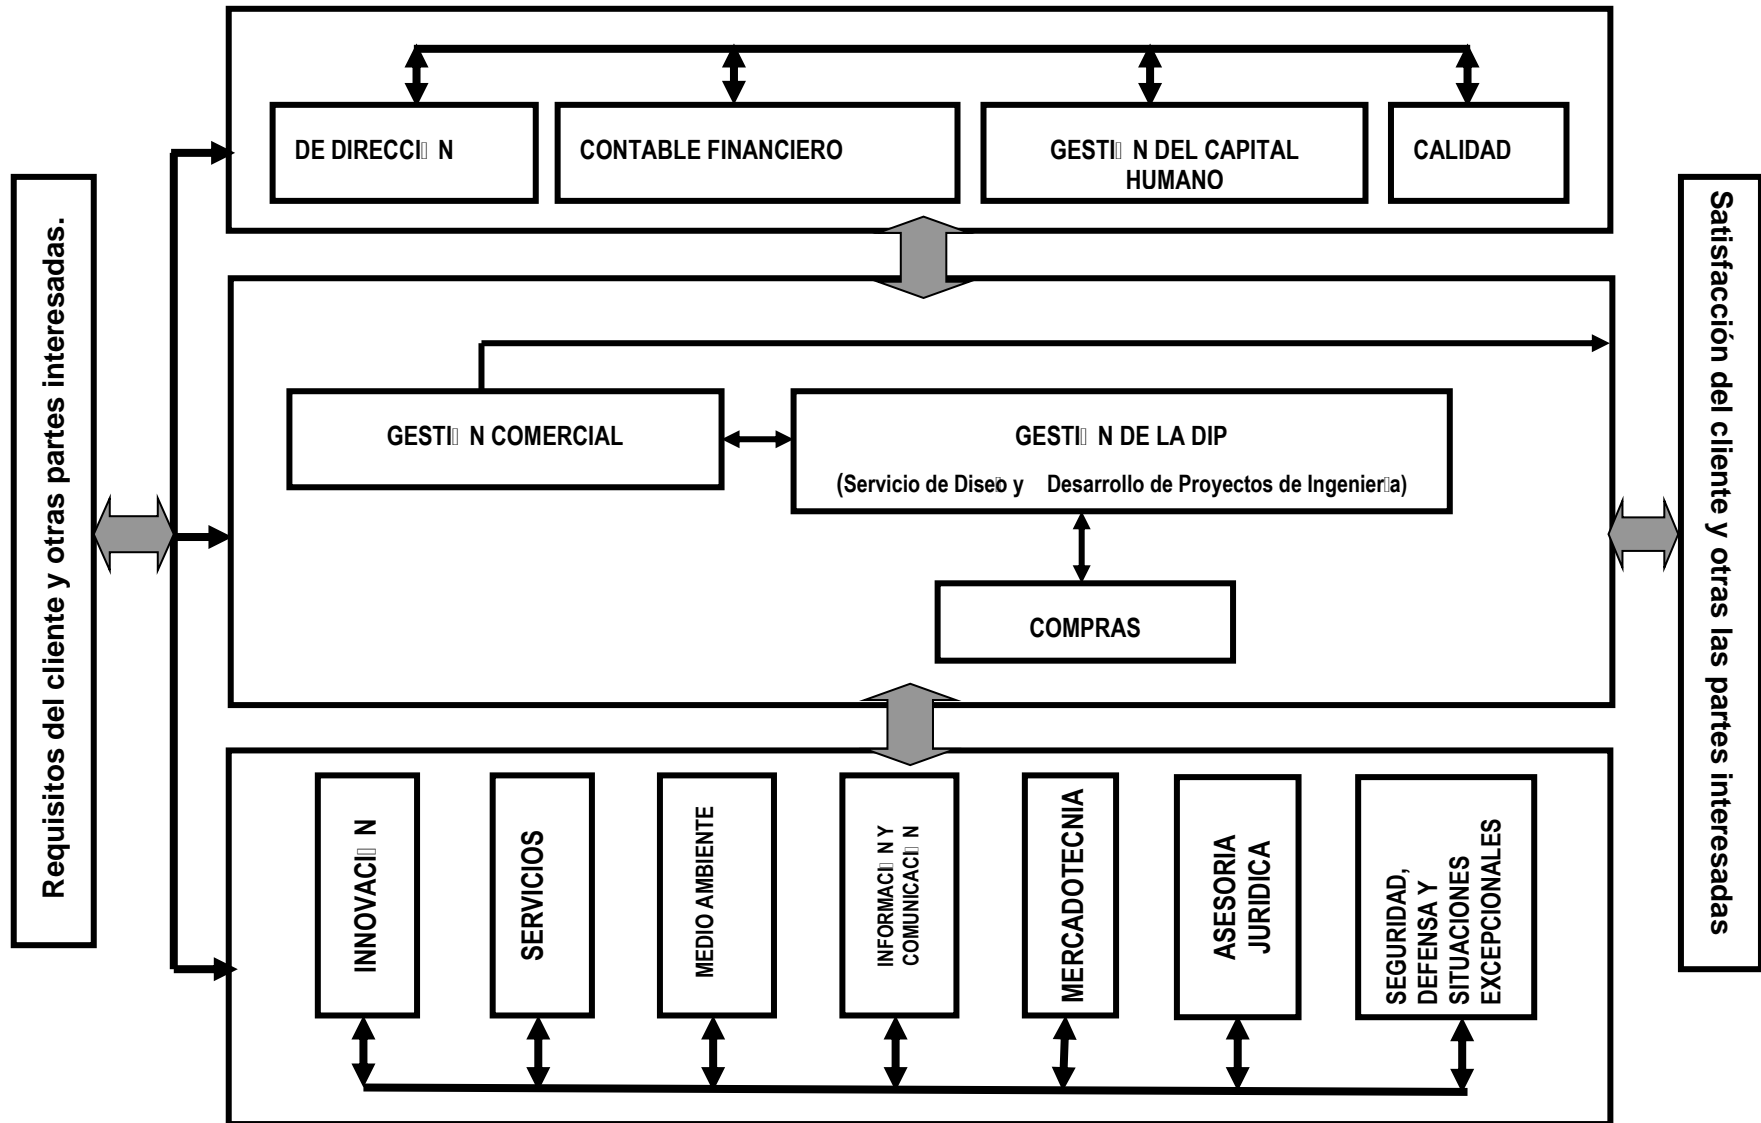 Requisitos del cliente y otras partes interesadas.
DE DIRECCI▯ N
CONTABLE FINANCIERO
GESTI▯ N DEL CAPITAL
HUMANO
CALIDAD
GESTI▯ N COMERCIAL
GESTI▯ N DE LA DIP
(Servicio de Dise▯o y Desarrollo de Proyectos de Ingenier▯a)
COMPRAS
INNOVACI▯ N
SERVICIOS
MEDIO AMBIENTE
INFORMACI▯ N Y
COMUNICACI▯ N
MERCADOTECNIA
ASESORIA
JURIDICA
SEGURIDAD,
DEFENSA Y
SITUACIONES
EXCEPCIONALES
Satisfacción del cliente y otras las partes interesadas